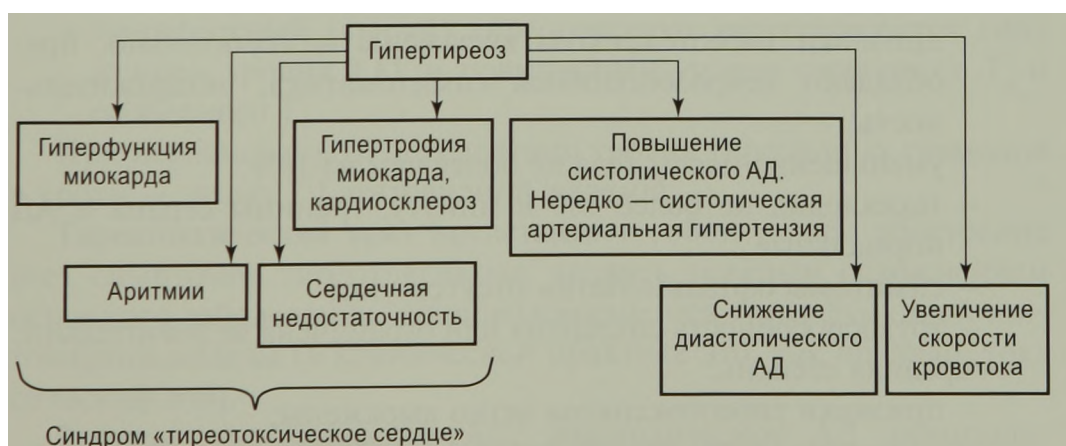 Гипертиреоз
Гиперфункция
миокарда
Гипертрофия
миокарда,
кардиосклероз
Повышение
систолического АД.
Нередко — систолическая
артериальная гипертензия
Аритмии
Сердечная
недостаточность
Снижение
диастолического
АД
Увеличение
скорости
кровотока
Синдром «тиреотоксическое сердце»